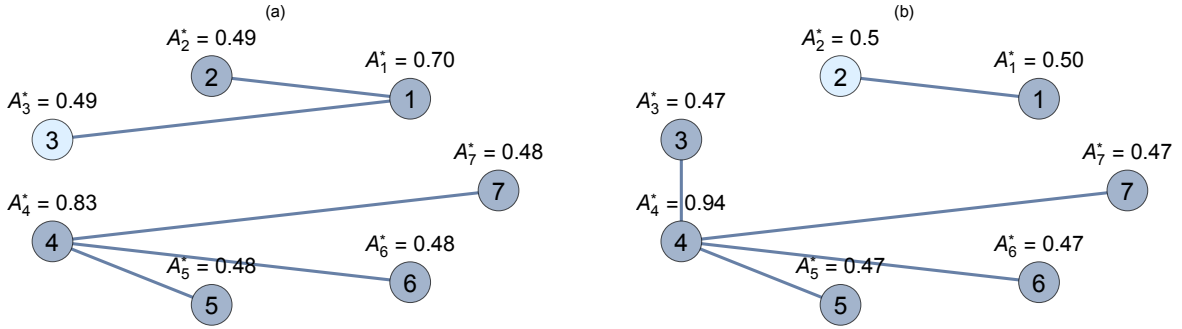 (a)
A*2 = 0.49
A*1 = 0.70
2
1
A*3 = 0.49
3
A*7 = 0.48
7
A*4 = 0.83
4
A*6 = 0.48
A*5 = 0.48
6
5
(b)
A*2 = 0.5
A*1 = 0.50
2
1
A*3 = 0.47
3
A*7 = 0.47
7
A*4 = 0.94
4
A*6 = 0.47
A*5 = 0.47
6
5